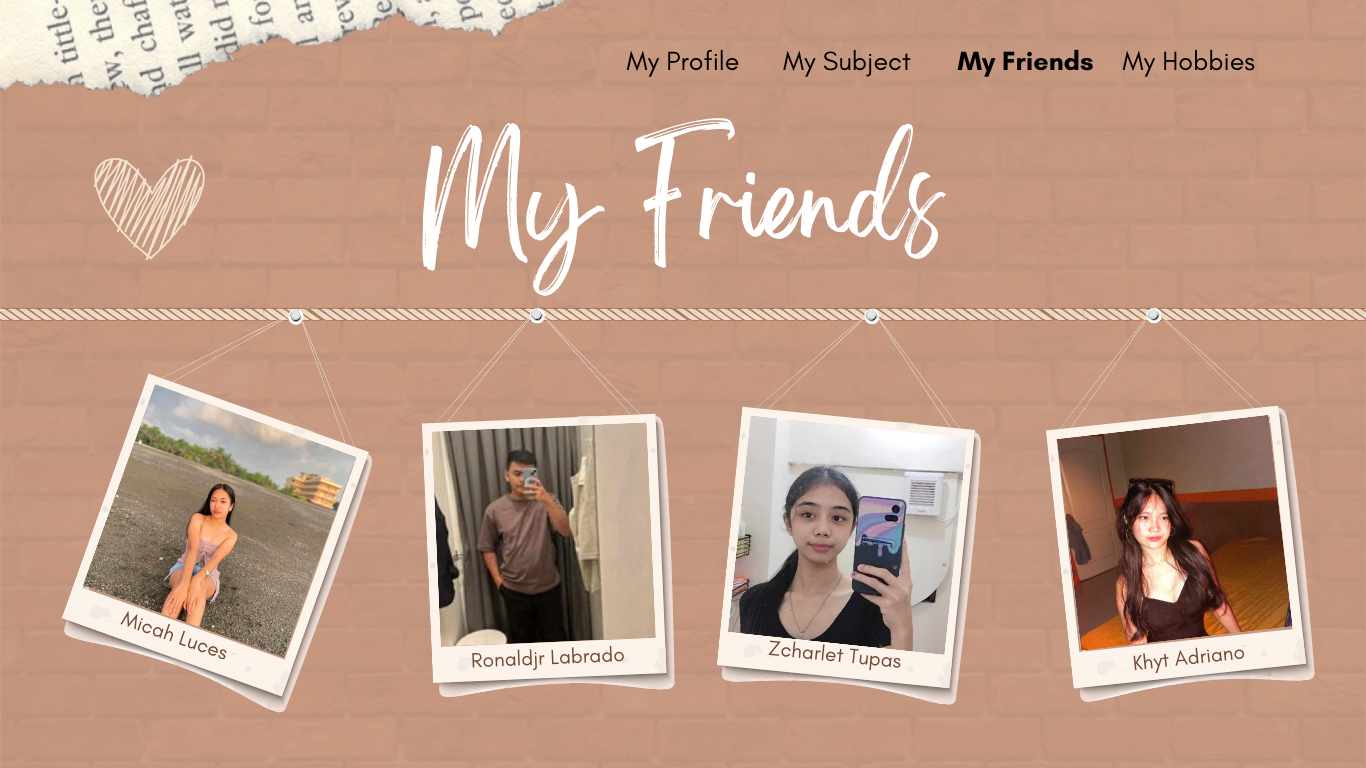 My Profile My Subject My Friends My Hobbies
My Friends
Micah Luces
Ronaldjr Labrado
Zcharlet Tupas
Khyt Adriano